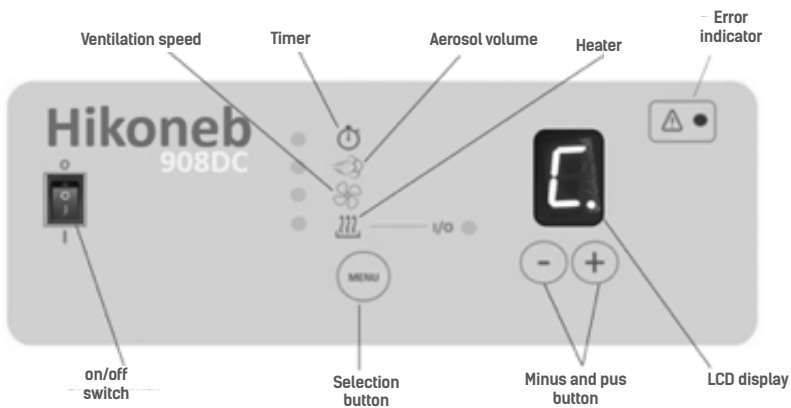 Ventilation speed
Timer
Aerosol volume
Heater
Error
indicator
Hikoneb
908DC
O
I
I/O
MENU
C.
- +
on/off
switch
Selection
button
Minus and pus
button
LCD display